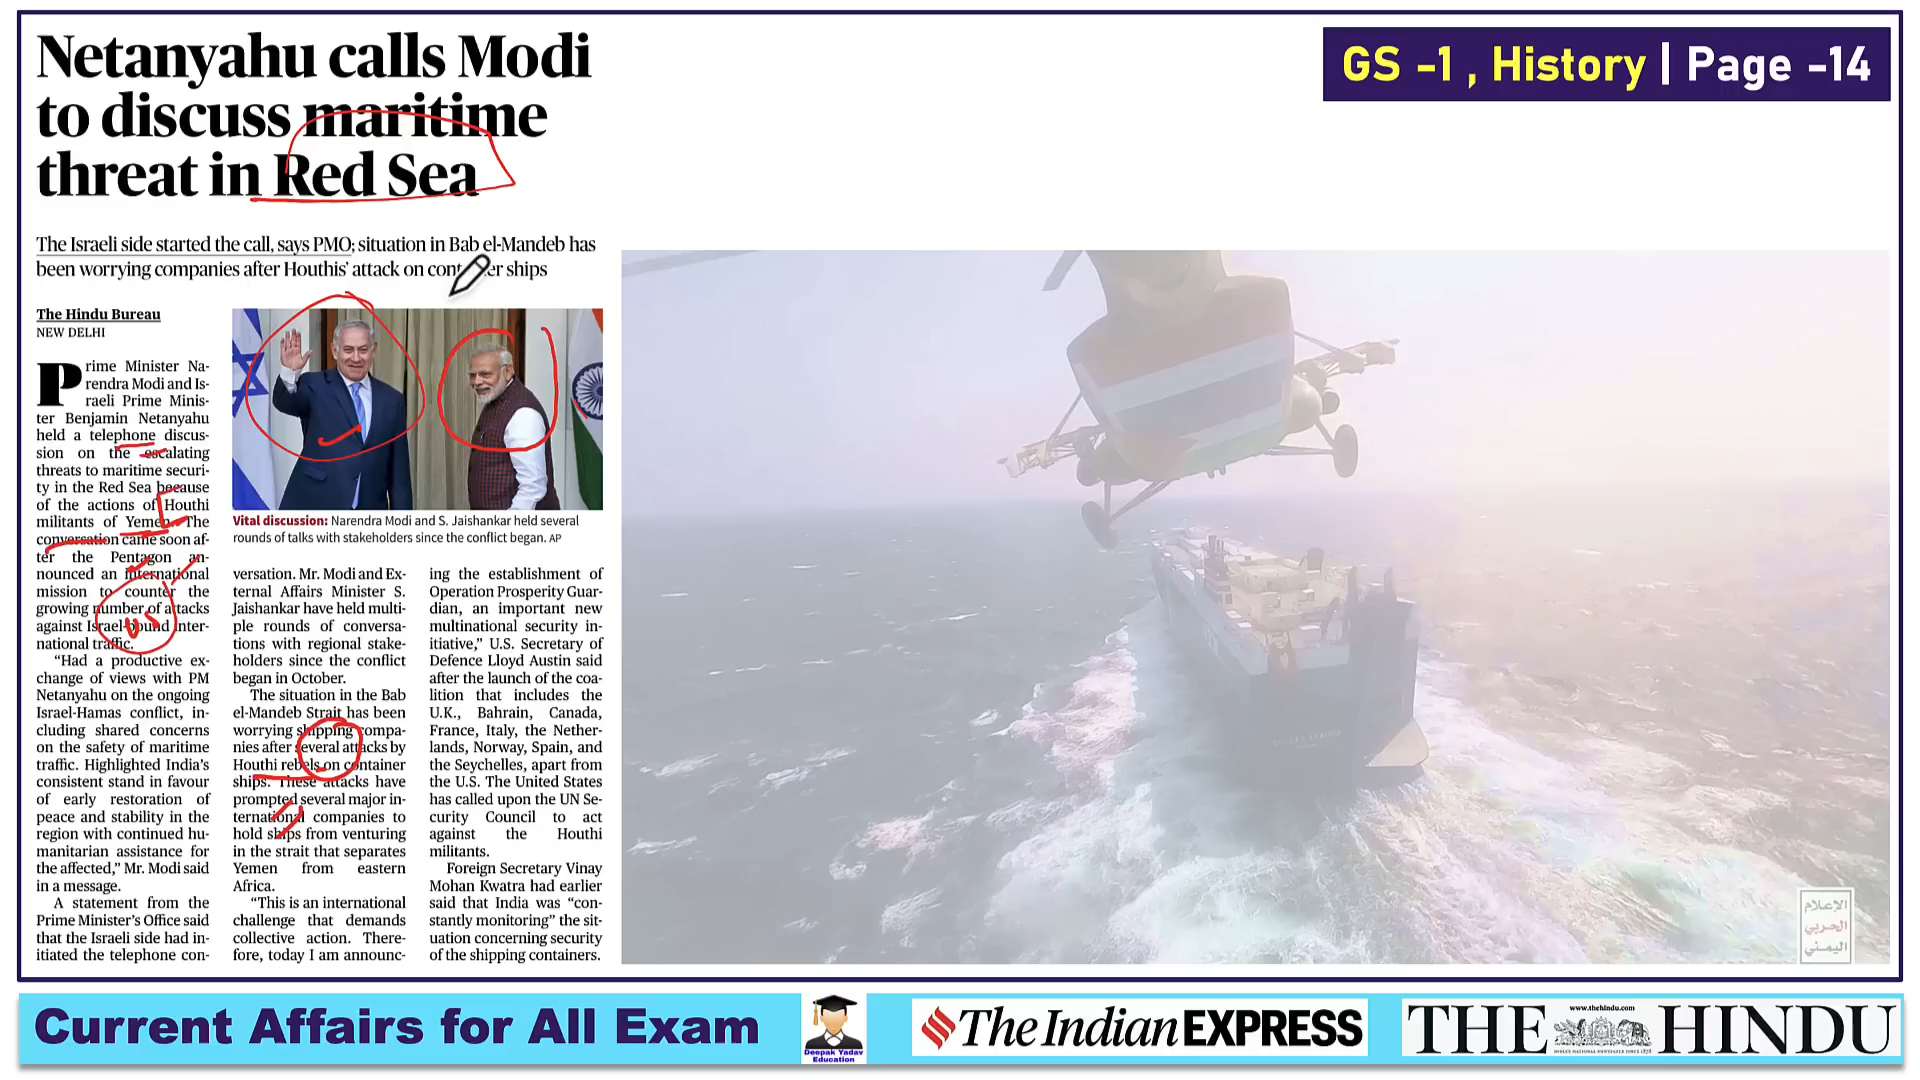 Netanyahu calls Modi
to discuss maritime
threat in Red Sea
GS -1 , History | Page -14
The Israeli side started the call, says PMO; situation in Bab el-Mandeb has
been worrying companies after Houthis' attack on container ships
The Hindu Bureau
NEW DELHI
Prime Minister Na-
rendra Modi and Is-
raeli Prime Minis-
ter Benjamin Netanyahu
held a telephone discus-
sion on the escalating
threats to maritime securi-
ty in the Red Sea because
of the actions of Houthi
militants of Yemen. The
conversation came soon af-
ter the Pentagon an-
nounced an international
mission to counter the
growing number of attacks
against Israel-bound inter-
national traffic.
US
“Had a productive ex-
change of views with PM
Netanyahu on the ongoing
Israel-Hamas conflict, in-
cluding shared concerns
on the safety of maritime
traffic. Highlighted India’s
consistent stand in favour
of early restoration of
peace and stability in the
region with continued hu-
manitarian assistance for
the affected,” Mr. Modi said
in a message.
A statement from the
Prime Minister’s Office said
that the Israeli side had in-
itiated the telephone con-
Vital discussion: Narendra Modi and S. Jaishankar held several
rounds of talks with stakeholders since the conflict began. AP
versation. Mr. Modi and Ex-
ternal Affairs Minister S.
Jaishankar have held multi-
ple rounds of conversa-
tions with regional stake-
holders since the conflict
began in October.
The situation in the Bab
el-Mandeb Strait has been
worrying shipping compa-
nies after several attacks by
Houthi rebels on container
ships. These attacks have
prompted several major in-
ternational companies to
hold ships from venturing
in the strait that separates
Yemen from eastern
Africa.
“This is an international
challenge that demands
collective action. There-
fore, today I am announc-
ing the establishment of
Operation Prosperity Guar-
dian, an important new
multinational security in-
itiative,” U.S. Secretary of
Defence Lloyd Austin said
after the launch of the coa-
lition that includes the
U.K., Bahrain, Canada,
France, Italy, the Nether-
lands, Norway, Spain, and
the Seychelles, apart from
the U.S. The United States
has called upon the UN Se-
curity Council to act
against the Houthi
militants.
Foreign Secretary Vinay
Mohan Kwatra had earlier
said that India was “con-
stantly monitoring” the sit-
uation concerning security
of the shipping containers.
الإعلام
الحربي
اليمني
Current Affairs for All Exam
Deepak Yadav
Education
The Indian EXPRESS
www.thehindu.com
THE HINDU